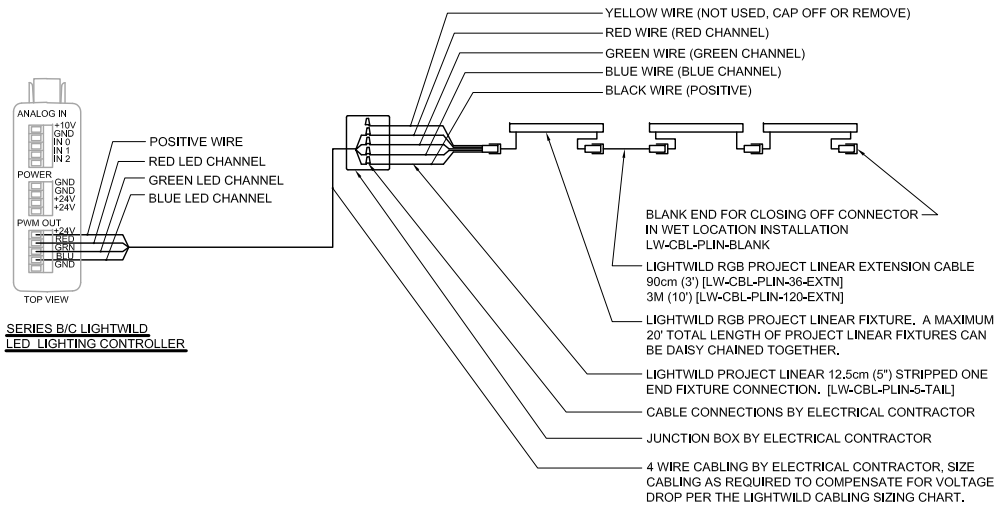 YELLOW WIRE (NOT USED, CAP OFF OR REMOVE)
RED WIRE (RED CHANNEL)
GREEN WIRE (GREEN CHANNEL)
BLUE WIRE (BLUE CHANNEL)
BLACK WIRE (POSITIVE)
ANALOG IN
+10V
GND
IN 0
IN 1
IN 2
POWER
GND
GND
+24V
+24V
PWM OUT
+24V
RED
GRN
BLU
GND
TOP VIEW
SERIES B/C LIGHTWILD
LED LIGHTING CONTROLLER
POSITIVE WIRE
RED LED CHANNEL
GREEN LED CHANNEL
BLUE LED CHANNEL
BLANK END FOR CLOSING OFF CONNECTOR
IN WET LOCATION INSTALLATION
LW-CBL-PLIN-BLANK
LIGHTWILD RGB PROJECT LINEAR EXTENSION CABLE
90cm (3') [LW-CBL-PLIN-36-EXTN]
3M (10') [LW-CBL-PLIN-120-EXTN]
LIGHTWILD RGB PROJECT LINEAR FIXTURE. A MAXIMUM
20' TOTAL LENGTH OF PROJECT LINEAR FIXTURES CAN
BE DAISY CHAINED TOGETHER.
LIGHTWILD PROJECT LINEAR 12.5cm (5") STRIPPED ONE
END FIXTURE CONNECTION. [LW-CBL-PLIN-5-TAIL]
CABLE CONNECTIONS BY ELECTRICAL CONTRACTOR
JUNCTION BOX BY ELECTRICAL CONTRACTOR
4 WIRE CABLING BY ELECTRICAL CONTRACTOR, SIZE
CABLING AS REQUIRED TO COMPENSATE FOR VOLTAGE
DROP PER THE LIGHTWILD CABLING SIZING CHART.